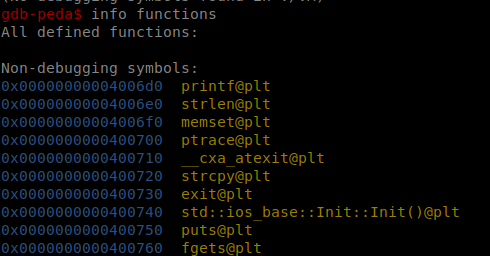 gdb-peda$ info functions
All defined functions:
Non-debugging symbols:
0x00000000004006d0 printf@plt
0x00000000004006e0 strlen@plt
0x00000000004006f0 memset@plt
0x0000000000400700 ptrace@plt
0x0000000000400710 __cxa_atexit@plt
0x0000000000400720 strcpy@plt
0x0000000000400730 exit@plt
0x0000000000400740 std::ios_base::Init::Init()@plt
0x0000000000400750 puts@plt
0x0000000000400760 fgets@plt